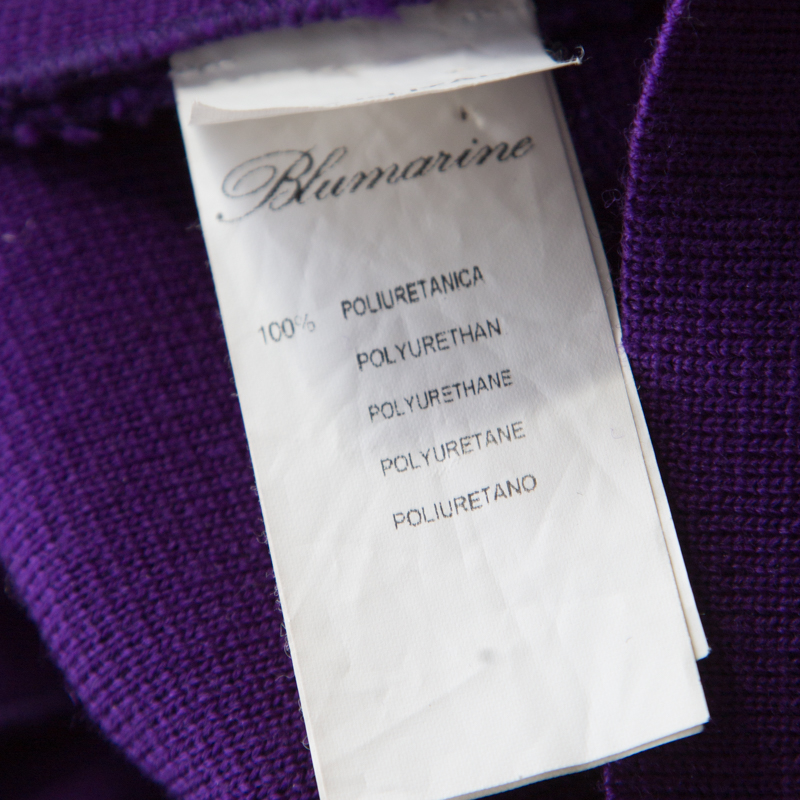 Blumarine
100% POLIURETANICA
POLYURETHAN
POLYURETHANE
POLYURETANE
POLIURETANO